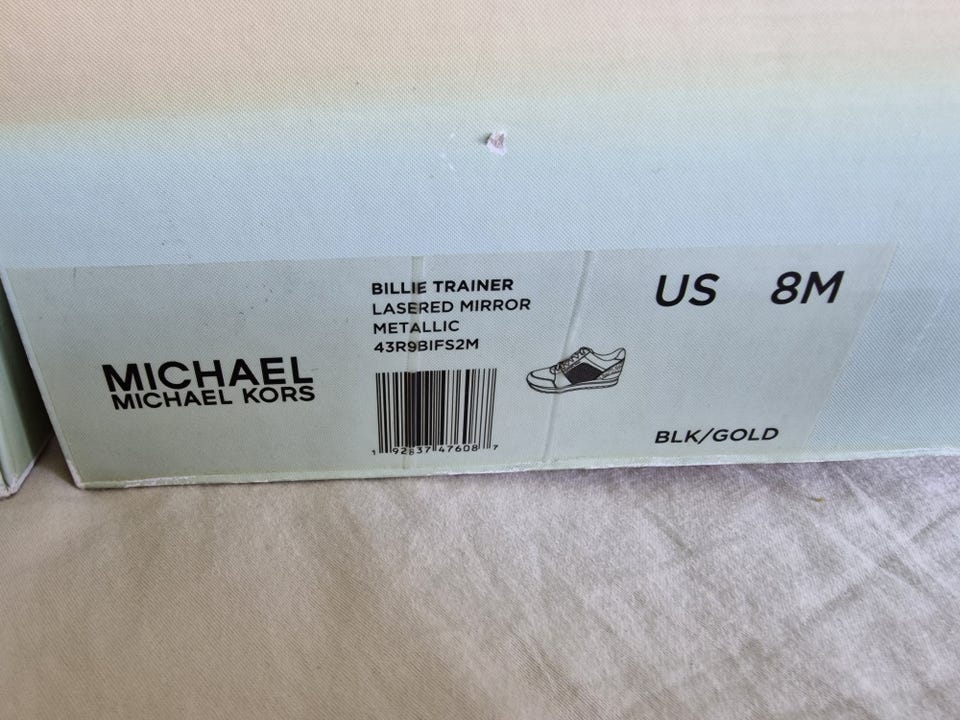 MICHAEL
MICHAEL KORS
BILLIE TRAINER
LASERED MIRROR
METALLIC
43R9BIFS2M
1 92837 47608 7
US 8M
BLK/GOLD